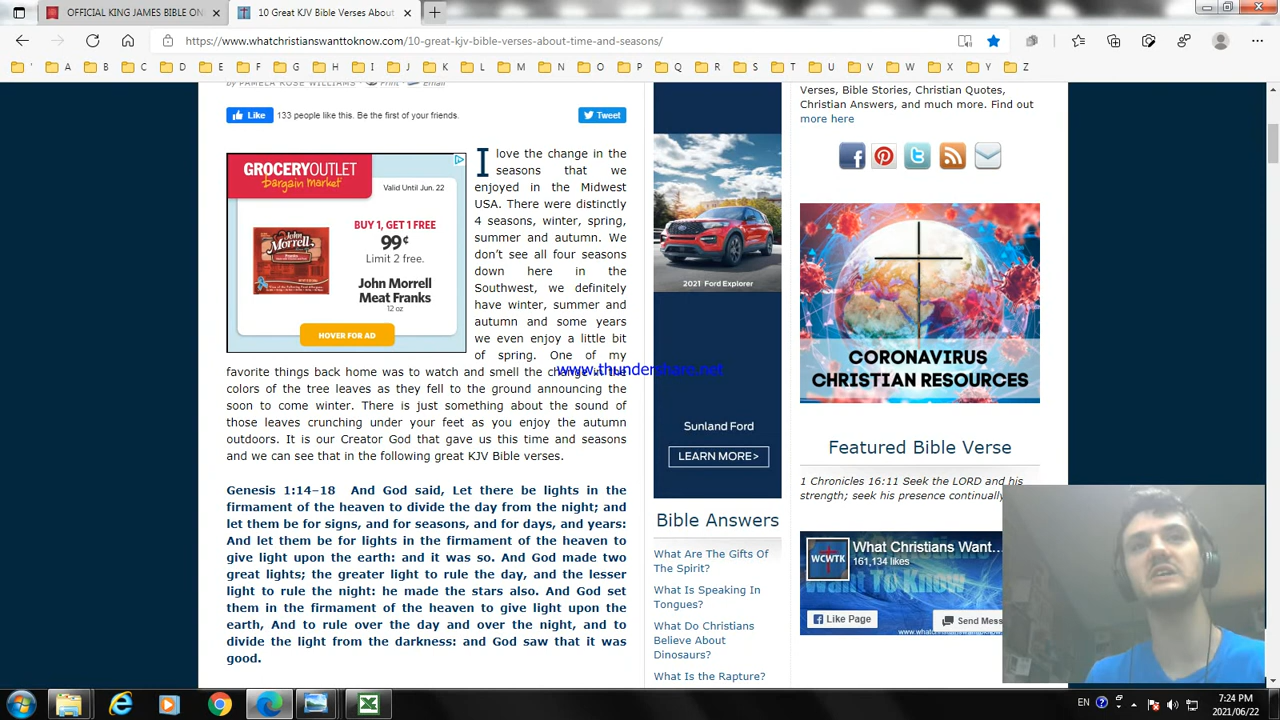 OFFICIAL KING JAMES BIBLE ON
10 Great KJV Bible Verses About
https://www.whatchristianswanttoknow.com/10-great-kjv-bible-verses-about-time-and-seasons/
' A B C D E F G H I J K L M N O P Q R S T U V W X Y Z
by PAMELA ROSE WILLIAMS Print Email
Like 133 people like this. Be the first of your friends.
Tweet
GROCERY OUTLET
bargain Market
Valid Until Jun. 22
BUY 1, GET 1 FREE
99¢
Limit 2 free.
John Morrell
Meat Franks
12 oz
John Morrell
HOVER FOR AD
I love the change in the
seasons that we
enjoyed in the Midwest
USA. There were distinctly
4 seasons, winter, spring,
summer and autumn. We
don't see all four seasons
down here in the
Southwest, we definitely
have winter, summer and
autumn and some years
we even enjoy a little bit
of spring. One of my
favorite things back home was to watch and smell the change in the
colors of the tree leaves as they fell to the ground announcing the
soon to come winter. There is just something about the sound of
those leaves crunching under your feet as you enjoy the autumn
outdoors. It is our Creator God that gave us this time and seasons
and we can see that in the following great KJV Bible verses.
www.thundershare.net
Genesis 1:14–18 And God said, Let there be lights in the
firmament of the heaven to divide the day from the night; and
let them be for signs, and for seasons, and for days, and years:
And let them be for lights in the firmament of the heaven to
give light upon the earth: and it was so. And God made two
great lights; the greater light to rule the day, and the lesser
light to rule the night: he made the stars also. And God set
them in the firmament of the heaven to give light upon the
earth, And to rule over the day and over the night, and to
divide the light from the darkness: and God saw that it was
good.
2021 Ford Explorer
Sunland Ford
LEARN MORE>
Bible Answers
What Are The Gifts Of
The Spirit?
What Is Speaking In
Tongues?
What Do Christians
Believe About
Dinosaurs?
What Is the Rapture?
Verses, Bible Stories, Christian Quotes,
Christian Answers, and much more. Find out
more here
CORONAVIRUS
CHRISTIAN RESOURCES
Featured Bible Verse
1 Chronicles 16:11 Seek the LORD and his
strength; seek his presence continually
WCWTK
What Christians Want...
161,134 likes
Want To Know
Like Page
Send Mess
EN
7:24 PM
2021/06/22